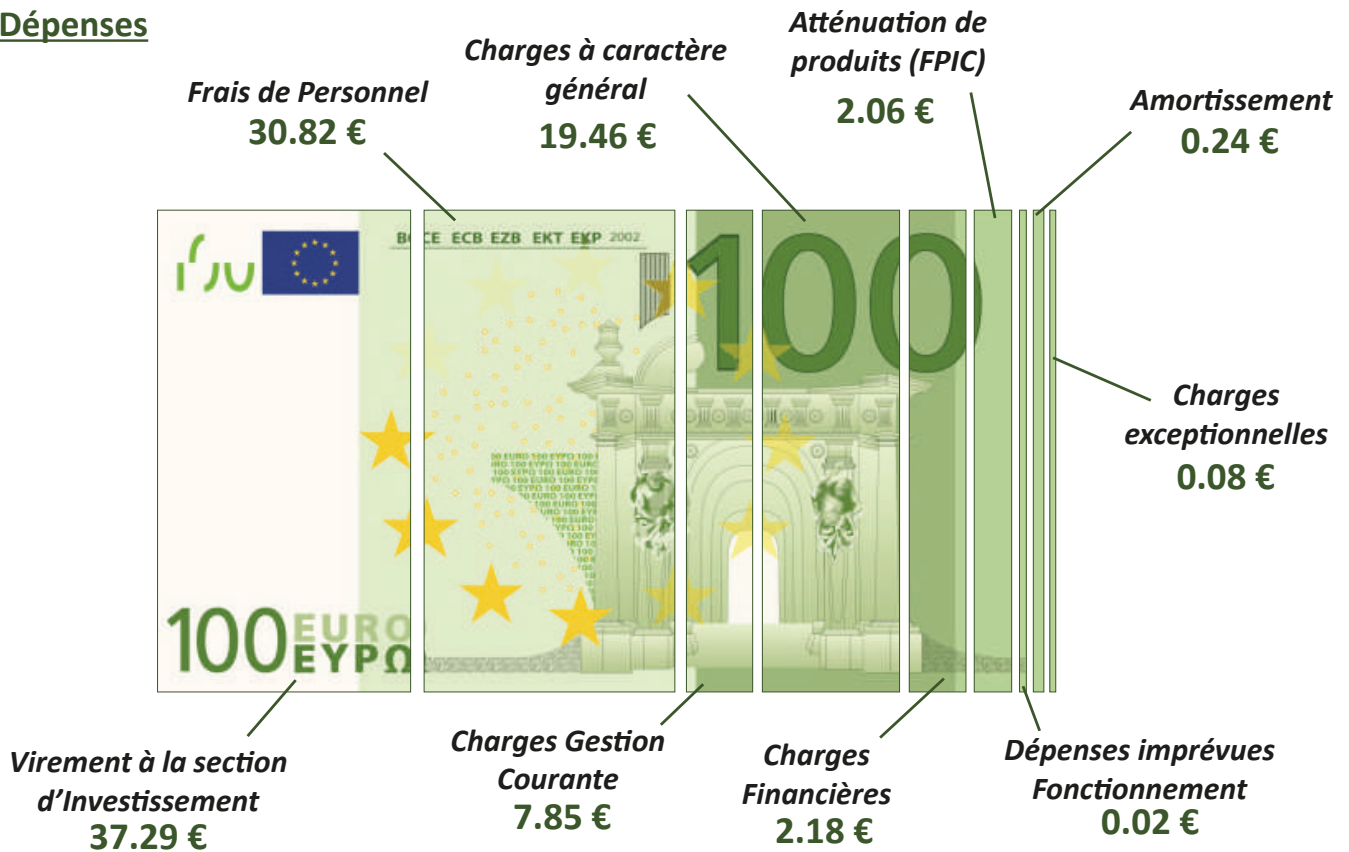 Dépenses
Frais de Personnel
30.82 €
Charges à caractère
général
19.46 €
Atténuation de
produits (FPIC)
2.06 €
Amortissement
0.24 €
BCE ECB EZB EKT EKP 2002
100
Charges
exceptionnelles
0.08 €
100 EURO
ΕΥΡΩ
Virement à la section
d'Investissement
37.29 €
Charges Gestion
Courante
7.85 €
Charges
Financières
2.18 €
Dépenses imprévues
Fonctionnement
0.02 €